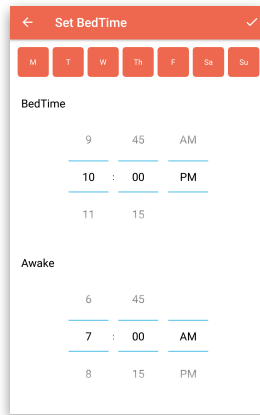 Set BedTime
M T W Th F Sa Su
BedTime
9 45 AM
10 : 00 PM
11 15
Awake
6 45
7 : 00 AM
8 15 PM